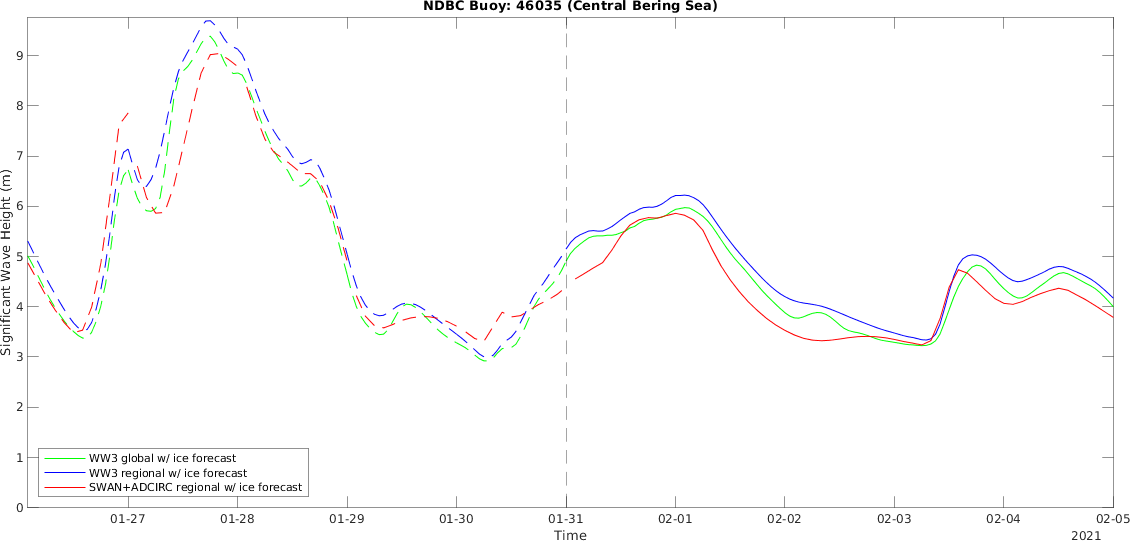 NDBC Buoy: 46035 (Central Bering Sea)
Significant Wave Height (m)
9
8
7
6
5
4
3
2
1
0
WW3 global w/ ice forecast
WW3 regional w/ ice forecast
SWAN+ADCIRC regional w/ ice forecast
01-27 01-28 01-29 01-30 01-31 02-01 02-02 02-03 02-04 02-05
Time
2021